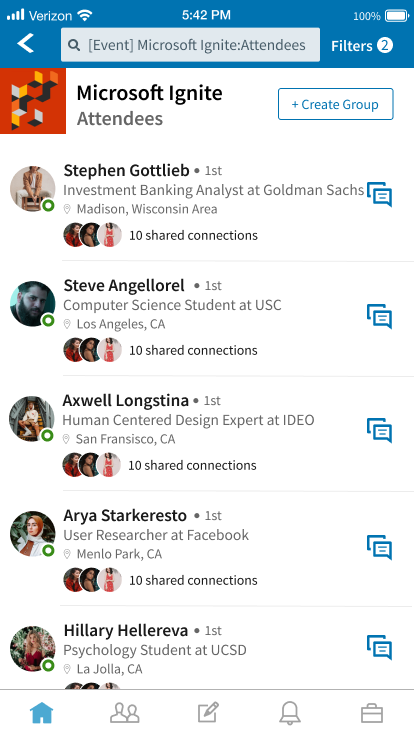 Verizon 5:42 PM 100%
[Event] Microsoft Ignite:Attendees Filters 2
Microsoft Ignite
Attendees
+ Create Group
Stephen Gottlieb • 1st
Investment Banking Analyst at Goldman Sachs
Madison, Wisconsin Area
10 shared connections
Steve Angellorel • 1st
Computer Science Student at USC
Los Angeles, CA
10 shared connections
Axwell Longstina • 1st
Human Centered Design Expert at IDEO
San Fransisco, CA
10 shared connections
Arya Starkeresto • 1st
User Researcher at Facebook
Menlo Park, CA
10 shared connections
Hillary Hellereva • 1st
Psychology Student at UCSD
La Jolla, CA